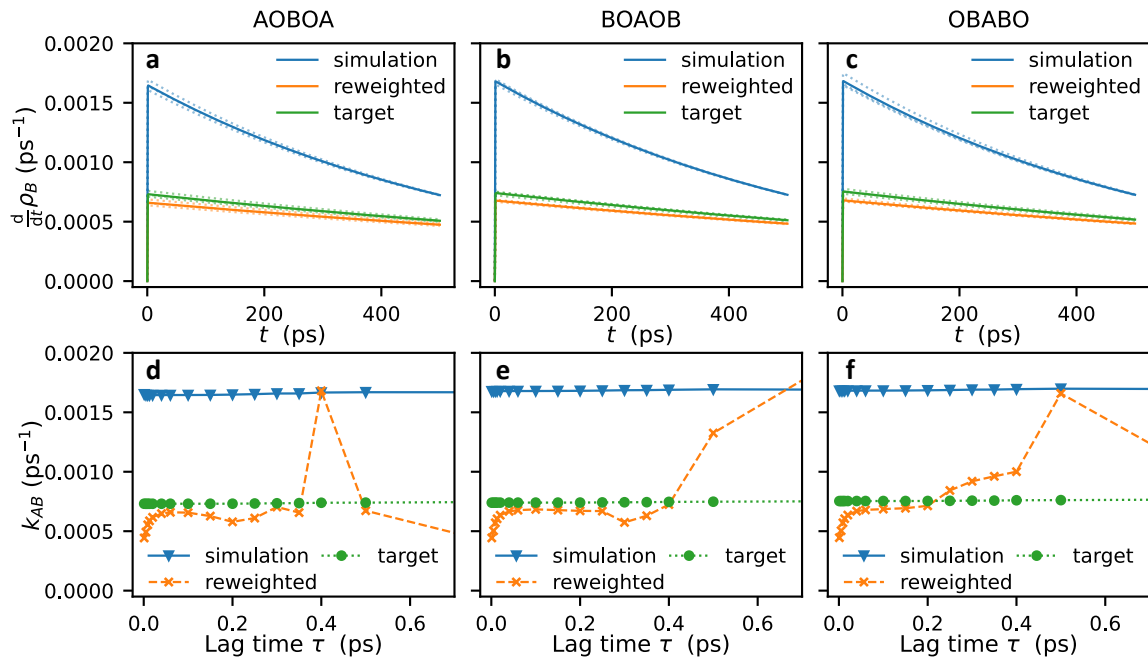 AOBOA BOAOB OBABO
0.0020 a b c
simulation simulation simulation
reweighted reweighted reweighted
target target target
0.0015
0.0010
0.0005
0.0000
d/dt ρB (ps⁻¹)
0 200 400 0 200 400 0 200 400
t (ps) t (ps) t (ps)
0.0020 d e f
0.0015
0.0010
0.0005
0.0000
kAB (ps⁻¹)
simulation target simulation target simulation target
reweighted reweighted reweighted
0.0 0.2 0.4 0.6 0.0 0.2 0.4 0.6 0.0 0.2 0.4 0.6
Lag time τ (ps) Lag time τ (ps) Lag time τ (ps)